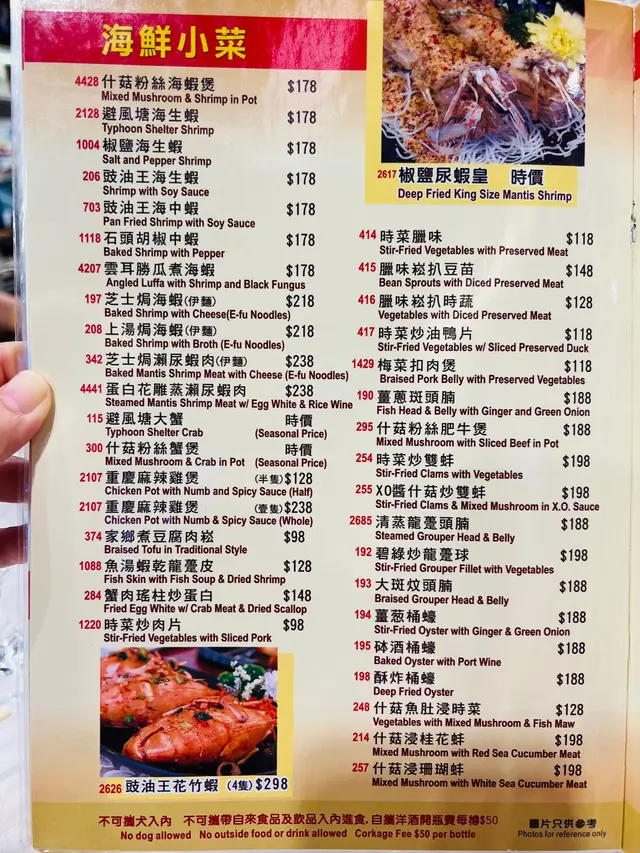 海鮮小菜
4428 什菇粉絲海蝦煲 $178
Mixed Mushroom & Shrimp in Pot
2128 避風塘海生蝦 $178
Typhoon Shelter Shrimp
1004 椒鹽海生蝦 $178
Salt and Pepper Shrimp
206 豉油王海生蝦 $178
Shrimp with Soy Sauce
703 豉油王海中蝦 $178
Pan Fried Shrimp with Soy Sauce
1118 石頭胡椒中蝦 $178
Baked Shrimp with Pepper
4207 雲耳勝瓜煮海蝦 $178
Angled Luffa with Shrimp and Black Fungus
197 芝士焗海蝦(伊麵) $218
Baked Shrimp with Cheese(E-fu Noodles)
208 上湯焗海蝦(伊麵) $218
Baked Shrimp with Broth (E-fu Noodles)
342 芝士焗瀨尿蝦肉(伊麵) $238
Baked Mantis Shrimp Meat with Cheese (E-fu Noodles)
4441 蛋白花雕蒸瀨尿蝦肉 $238
Steamed Mantis Shrimp Meat w/ Egg White & Rice Wine
115 避風塘大蟹 時價
Typhoon Shelter Crab (Seasonal Price)
300 什菇粉絲蟹煲 時價
Mixed Mushroom & Crab in Pot (Seasonal Price)
2107 重慶麻辣雞煲 (半隻)$128
Chicken Pot with Numb and Spicy Sauce (Half)
2107 重慶麻辣雞煲 (壹隻)$238
Chicken Pot with Numb & Spicy Sauce (Whole)
374 家鄉煮豆腐肉崧 $98
Braised Tofu in Traditional Style
1088 魚湯蝦乾龍躉皮 $128
Fish Skin with Fish Soup & Dried Shrimp
284 蟹肉瑤柱炒蛋白 $148
Fried Egg White w/ Crab Meat & Dried Scallop
1220 時菜炒肉片 $98
Stir-Fried Vegetables with Sliced Pork
2626 豉油王花竹蝦 (4隻)$298
2617 椒鹽尿蝦皇 時價
Deep Fried King Size Mantis Shrimp
414 時菜臘味 $118
Stir-Fried Vegetables with Preserved Meat
415 臘味崧扒豆苗 $148
Bean Sprouts with Diced Preserved Meat
416 臘味崧扒時蔬 $128
Vegetables with Diced Preserved Meat
417 時菜炒油鴨片 $118
Stir-Fried Vegetables w/ Sliced Preserved Duck
1429 梅菜扣肉煲 $118
Braised Pork Belly with Preserved Vegetables
190 薑蔥斑頭腩 $188
Fish Head & Belly with Ginger and Green Onion
295 什菇粉絲肥牛煲 $188
Mixed Mushroom with Sliced Beef in Pot
254 時菜炒雙蚌 $198
Stir-Fried Clams with Vegetables
255 XO醬什菇炒雙蚌 $198
Stir-Fried Clams & Mixed Mushroom in X.O. Sauce
2685 清蒸龍躉頭腩 $188
Steamed Grouper Head & Belly
192 碧綠炒龍躉球 $198
Stir-Fried Grouper Fillet with Vegetables
193 大斑炆頭腩 $188
Braised Grouper Head & Belly
194 薑葱桶蠔 $188
Stir-Fried Oyster with Ginger & Green Onion
195 砵酒桶蠔 $188
Baked Oyster with Port Wine
198 酥炸桶蠔 $188
Deep Fried Oyster
248 什菇魚肚浸時菜 $128
Vegetables with Mixed Mushroom & Fish Maw
214 什菇浸桂花蚌 $198
Mixed Mushroom with Red Sea Cucumber Meat
257 什菇浸珊瑚蚌 $198
Mixed Mushroom with White Sea Cucumber Meat
不可攜犬入內 不可攜帶自來食品及飲品入內進食, 自攜洋酒開瓶費每樽$50
No dog allowed No outside food or drink allowed Corkage Fee $50 per bottle
圖片只供參考
Photos for reference only